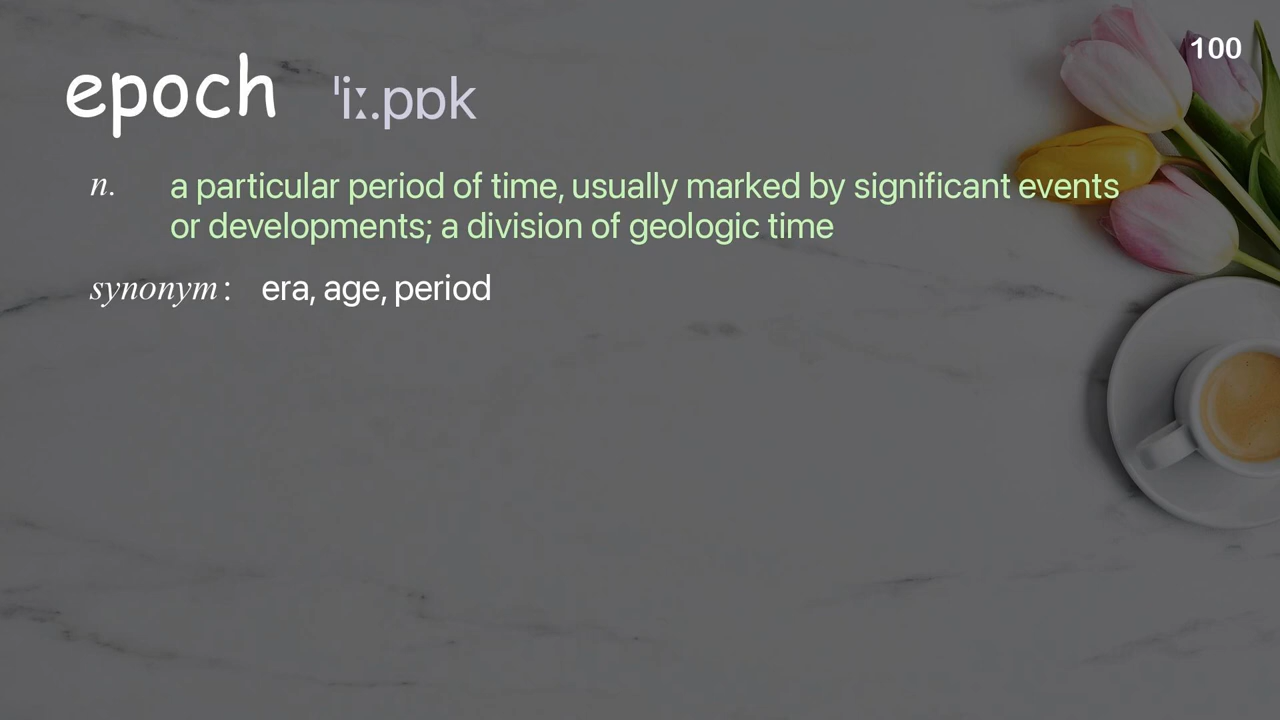 100
epoch ˈiː.pɒk
n. a particular period of time, usually marked by significant events
or developments; a division of geologic time
synonym: era, age, period